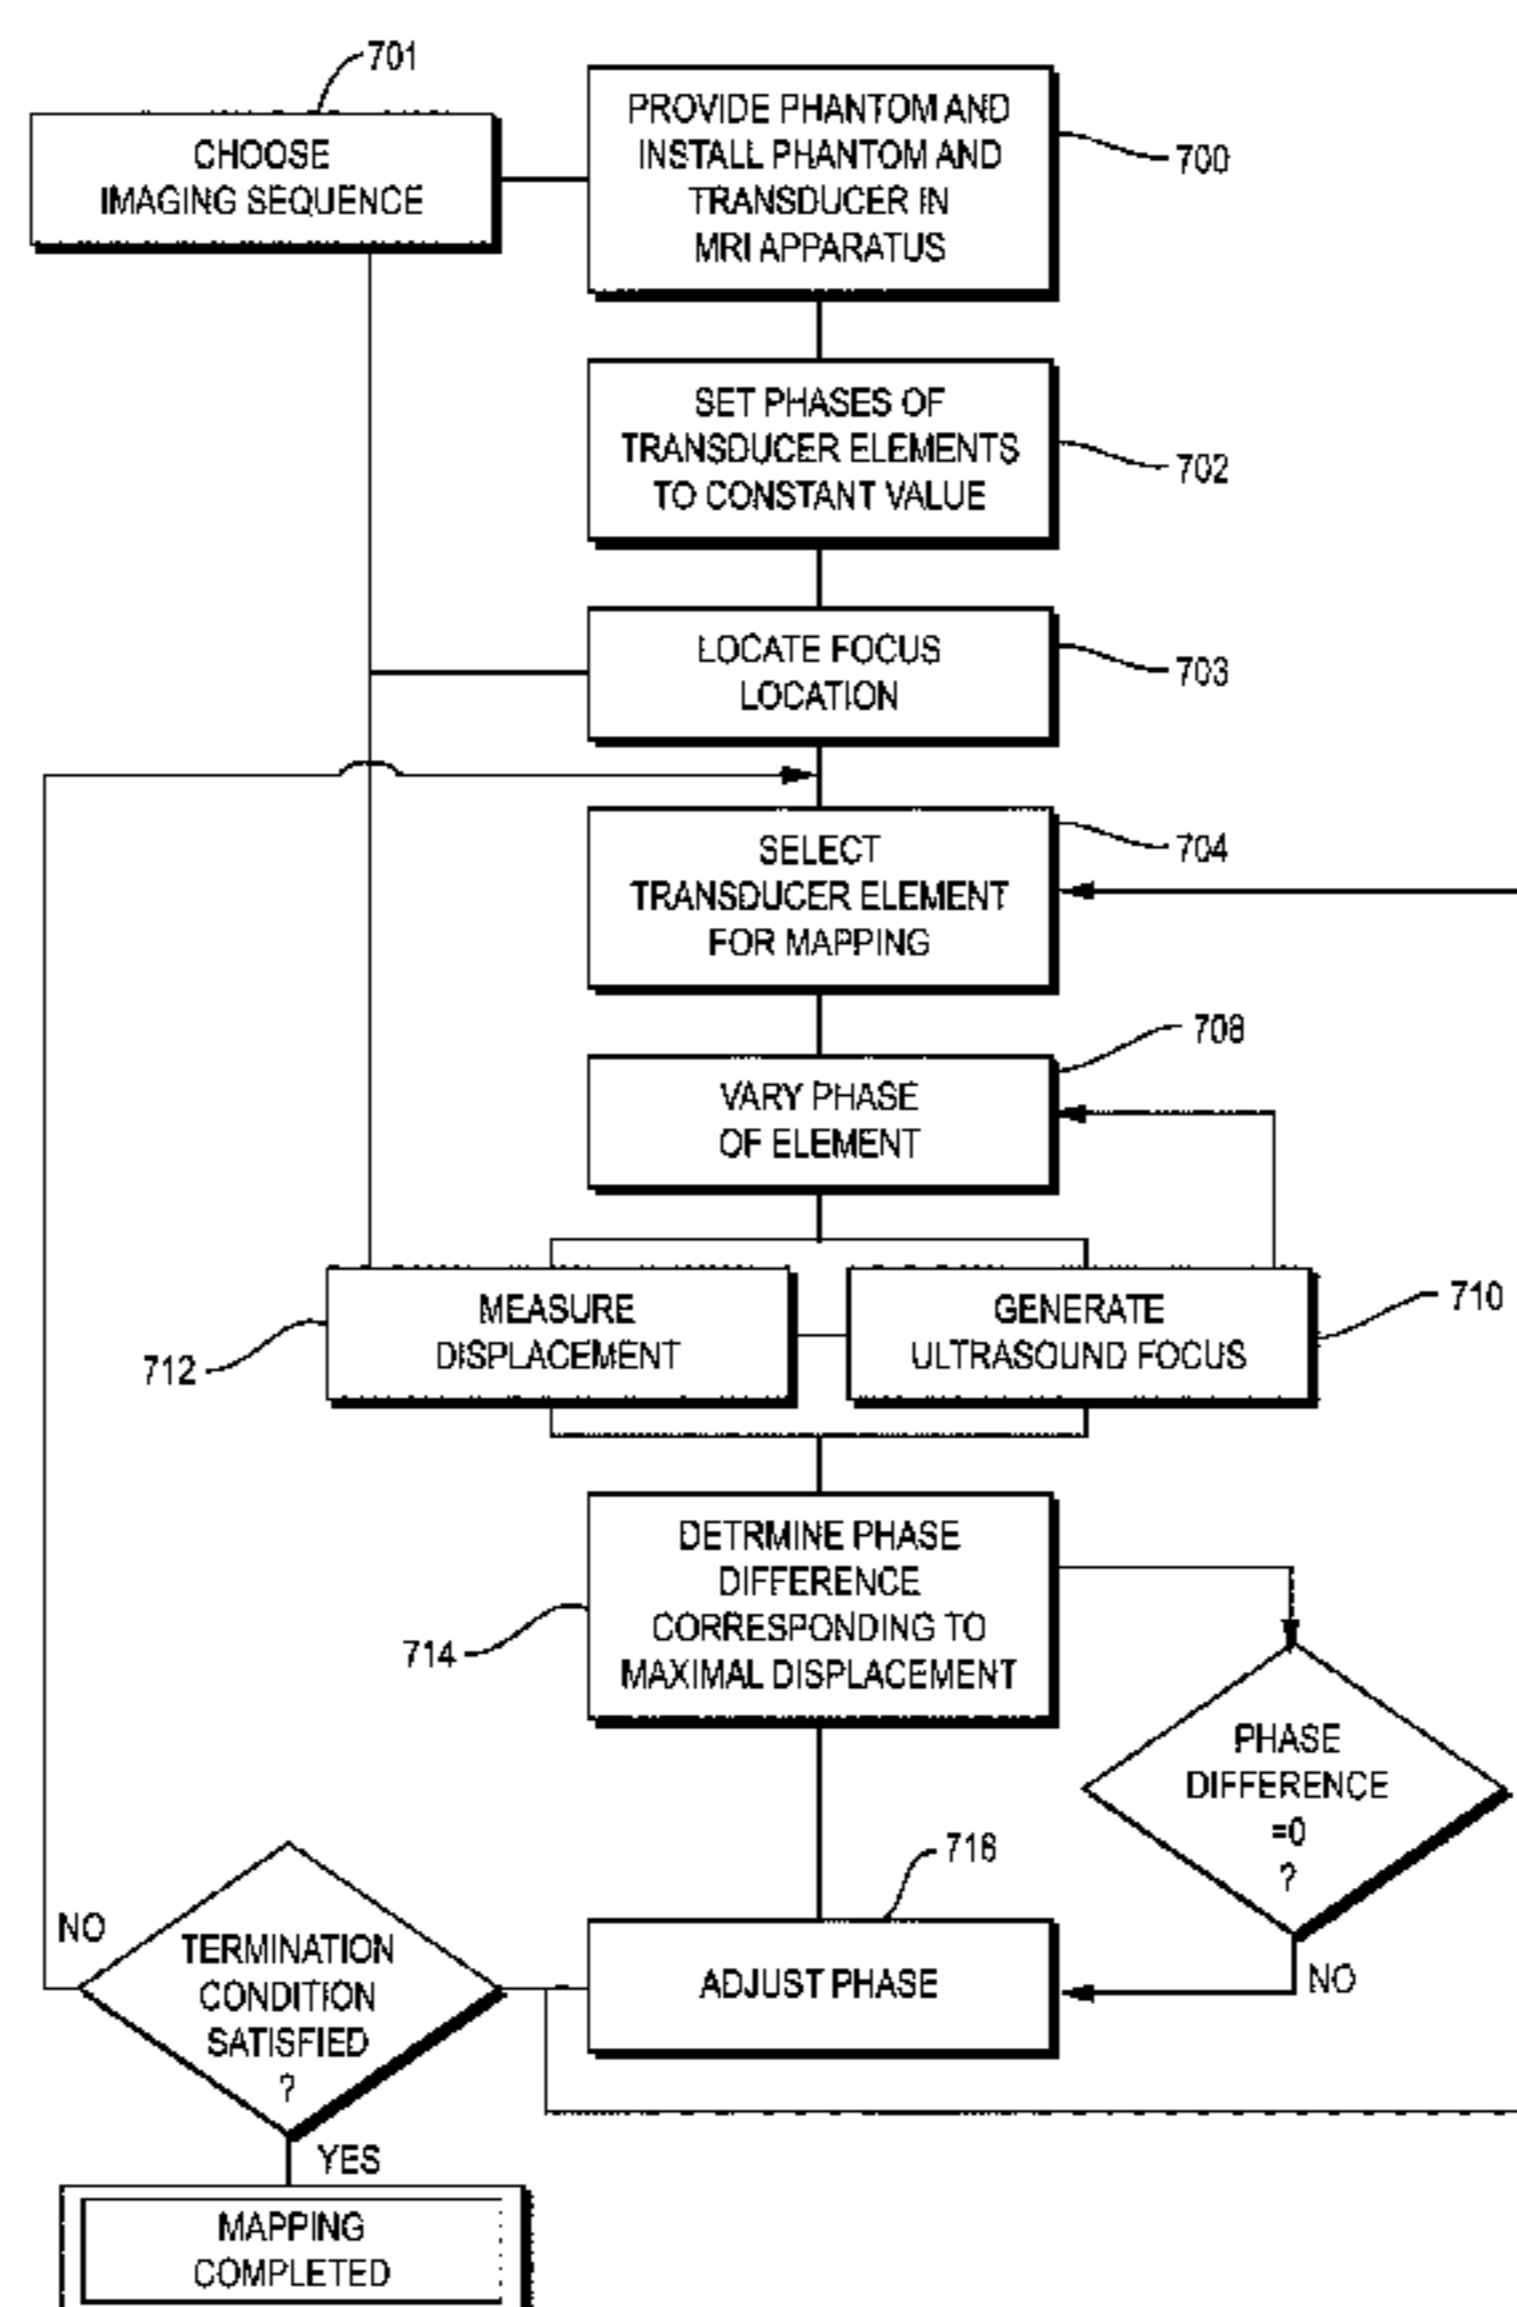 701
CHOOSE
IMAGING SEQUENCE
PROVIDE PHANTOM AND
INSTALL PHANTOM AND
TRANSDUCER IN
MRI APPARATUS
700
SET PHASES OF
TRANSDUCER ELEMENTS
TO CONSTANT VALUE
702
LOCATE FOCUS
LOCATION
703
SELECT
TRANSDUCER ELEMENT
FOR MAPPING
704
VARY PHASE
OF ELEMENT
708
MEASURE
DISPLACEMENT
712
GENERATE
ULTRASOUND FOCUS
710
DETRMINE PHASE
DIFFERENCE
CORRESPONDING TO
MAXIMAL DISPLACEMENT
714
PHASE
DIFFERENCE
=0
?
NO
716
ADJUST PHASE
NO
TERMINATION
CONDITION
SATISFIED
?
YES
MAPPING
COMPLETED